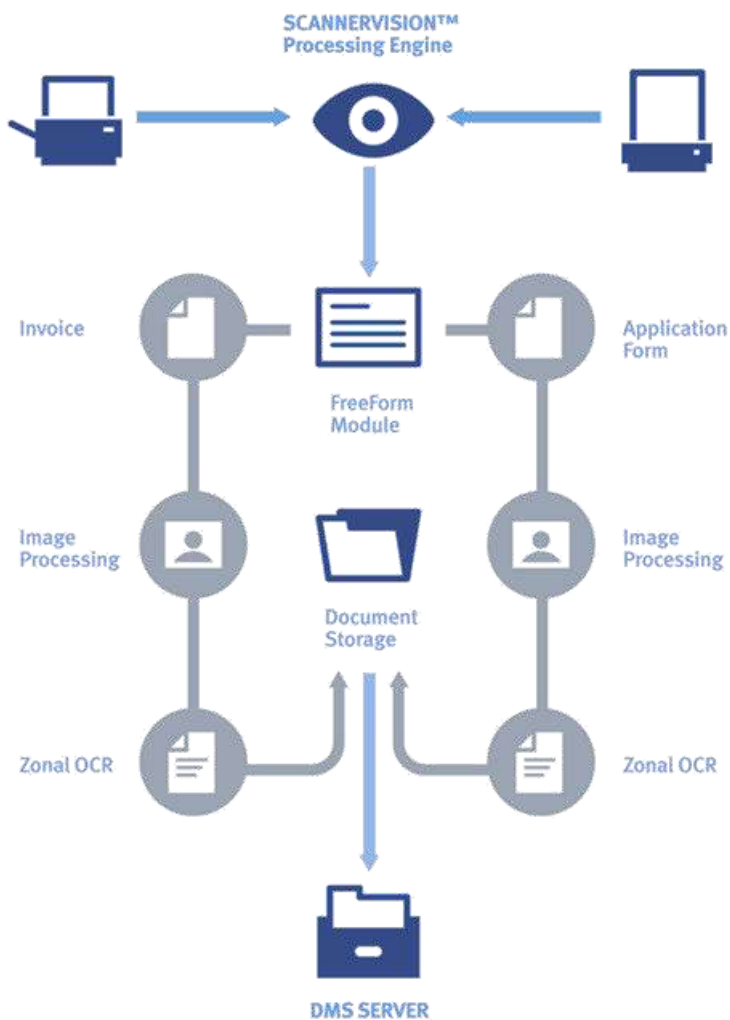 SCANNERVISION™
Processing Engine
Invoice
Application
Form
FreeForm
Module
Image
Processing
Image
Processing
Document
Storage
Zonal OCR
Zonal OCR
DMS SERVER